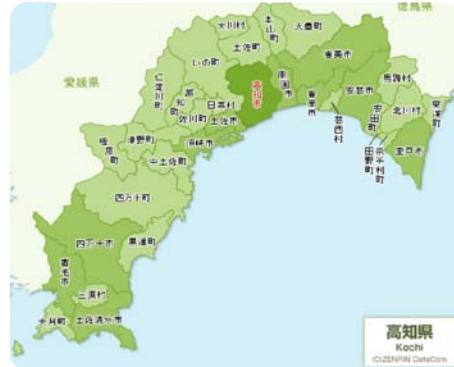 徳島県
愛媛県
大川村
本山町
大豊町
土佐町
香美市
いの町
高知市
南国市
香南市
安芸市
馬路村
仁淀川町
越知町
日高村
佐川町
土佐市
須崎市
芸西村
安田町
北川村
東洋町
田野町
奈半利町
室戸市
梼原町
津野町
中土佐町
四万十町
四万十市
黒潮町
宿毛市
三原村
大月町
土佐清水市
高知県
Kochi
(C)ZENRIN DataCom